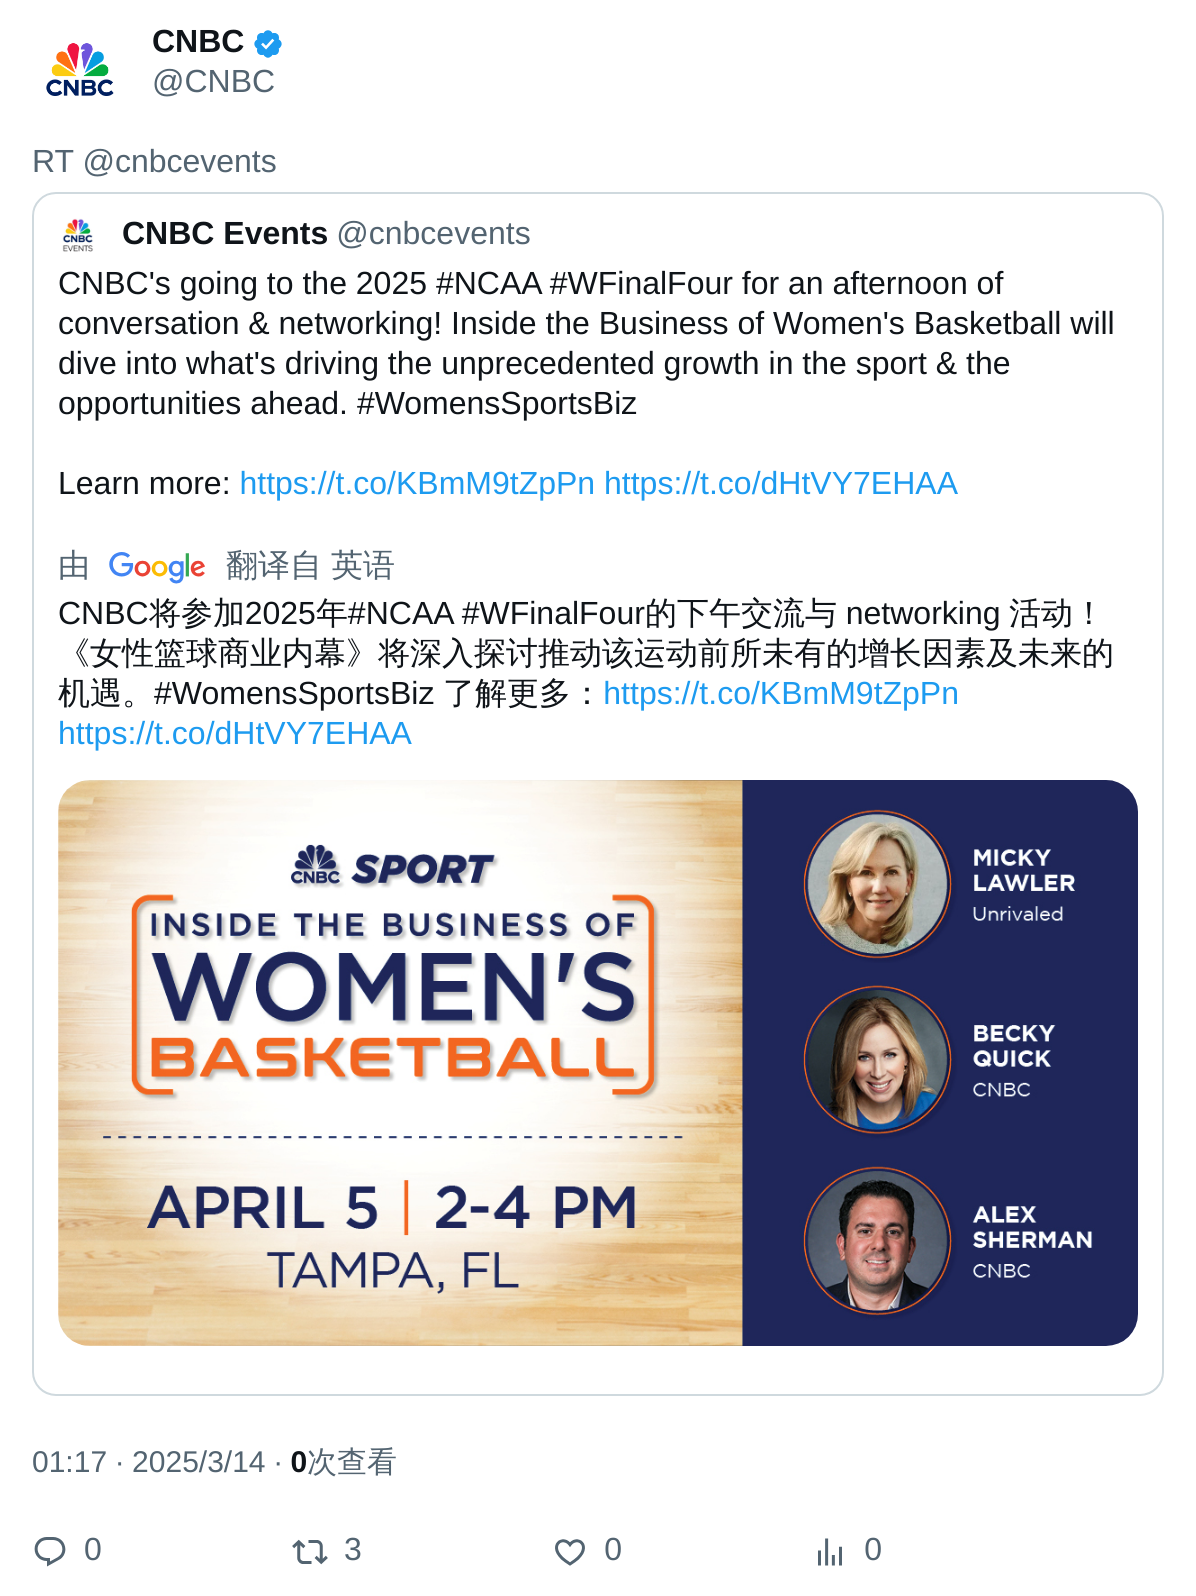 CNBC
@CNBC
CNBC
RT @cnbcevents
CNBC
EVENTS
CNBC Events @cnbcevents
CNBC's going to the 2025 #NCAA #WFinalFour for an afternoon of
conversation & networking! Inside the Business of Women's Basketball will
dive into what's driving the unprecedented growth in the sport & the
opportunities ahead. #WomensSportsBiz
Learn more: https://t.co/KBmM9tZpPn https://t.co/dHtVY7EHAA
由 Google 翻译自 英语
CNBC将参加2025年#NCAA #WFinalFour的下午交流与 networking 活动！
《女性篮球商业内幕》将深入探讨推动该运动前所未有的增长因素及未来的
机遇。#WomensSportsBiz 了解更多：https://t.co/KBmM9tZpPn
https://t.co/dHtVY7EHAA
CNBC SPORT
INSIDE THE BUSINESS OF
WOMEN'S
BASKETBALL
APRIL 5 | 2-4 PM
TAMPA, FL
MICKY
LAWLER
Unrivaled
BECKY
QUICK
CNBC
ALEX
SHERMAN
CNBC
01:17 · 2025/3/14 · 0次查看
0 3 0 0